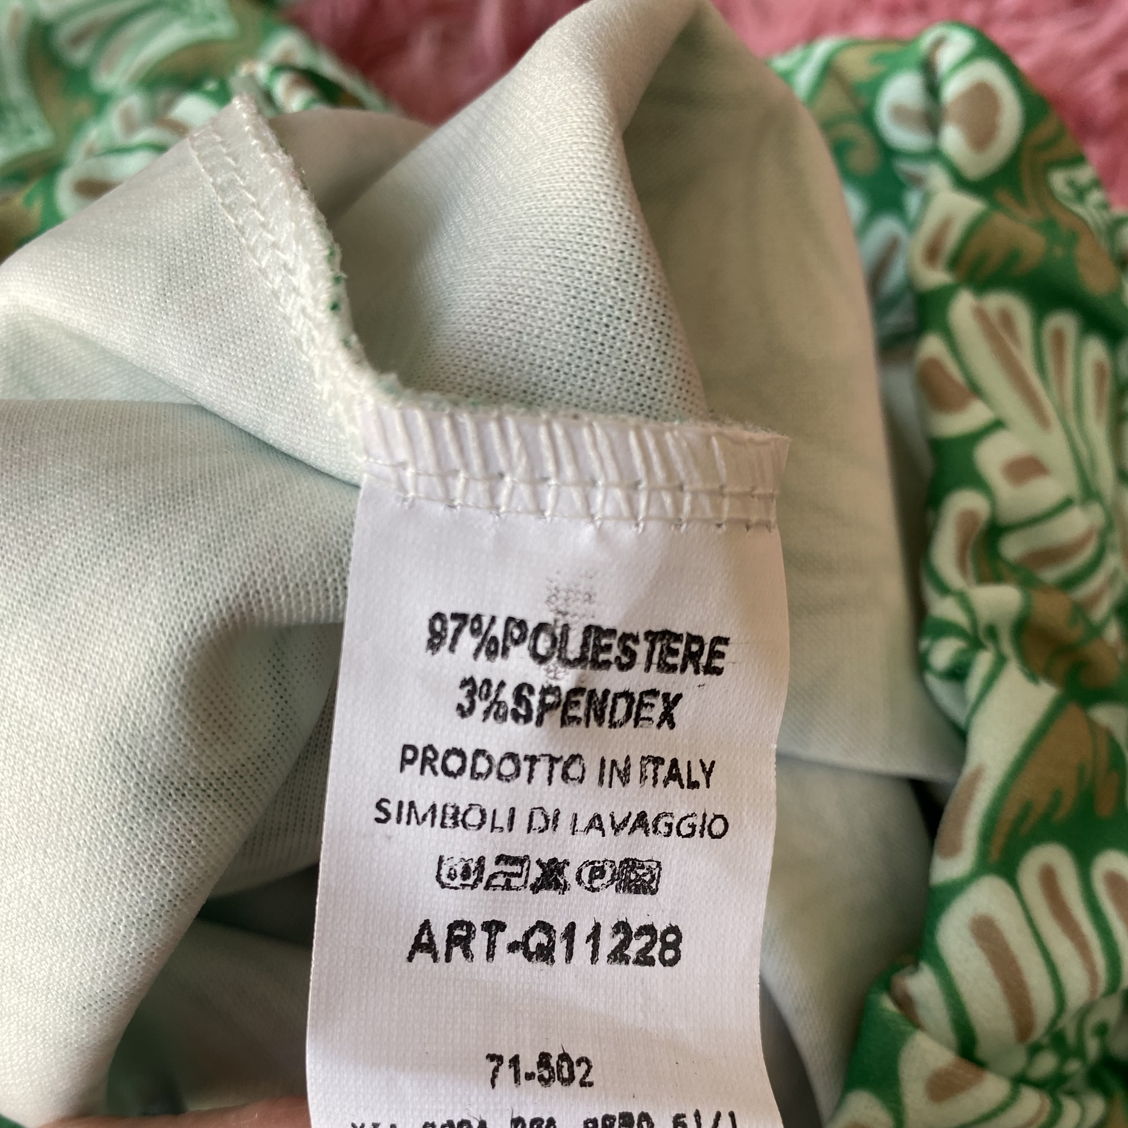 97%POLIESTERE
3%SPENDEX
PRODOTTO IN ITALY
SIMBOLI DI LAVAGGIO
ART-Q11228
71-502